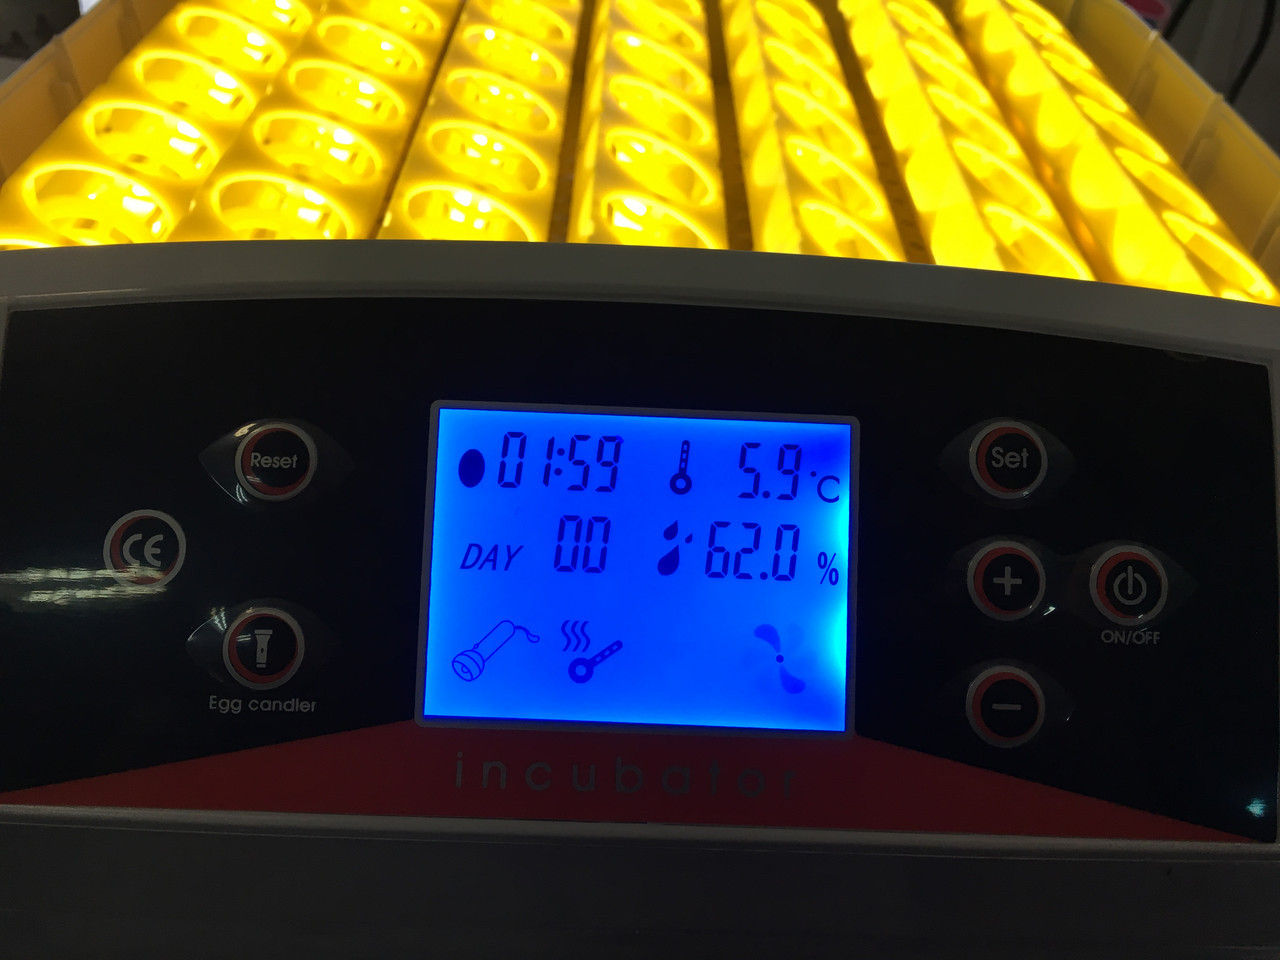 01:59 5.9 °C
DAY 00 62.0 %
Reset
CE
Egg candler
Set
+
ON/OFF
−
incubator